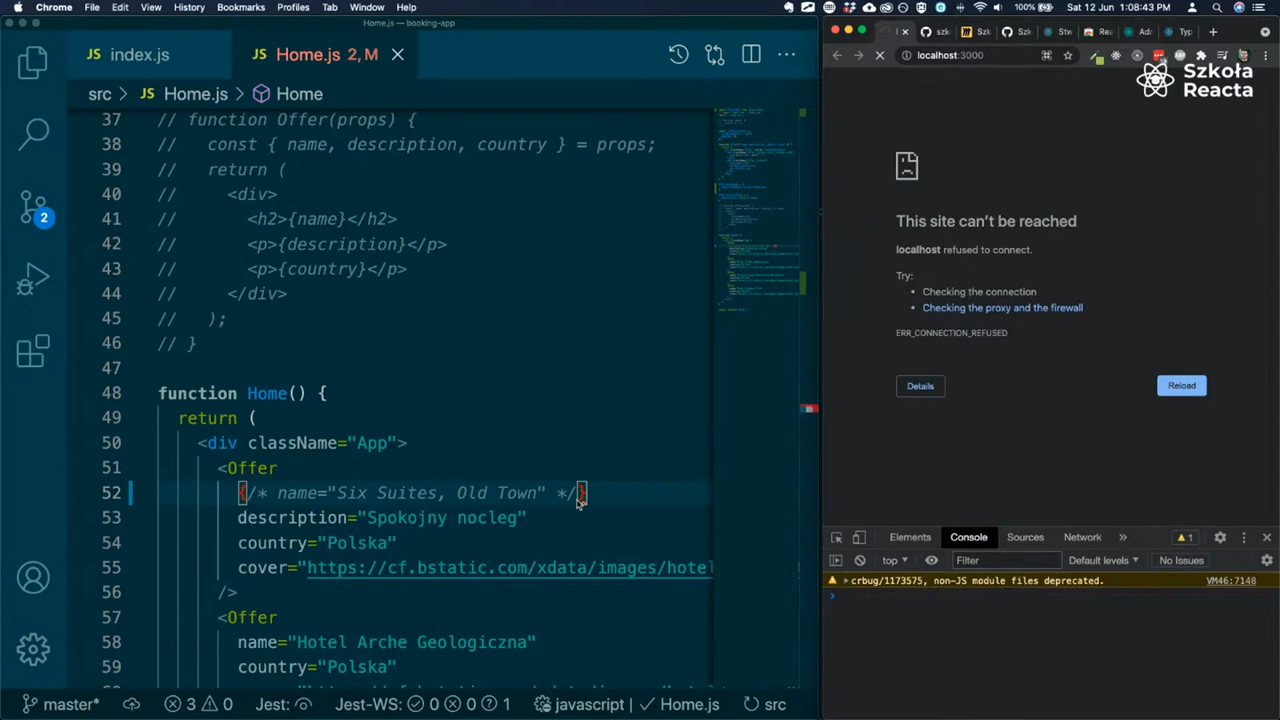 Chrome File Edit View History Bookmarks Profiles Tab Window Help
100% Sat 12 Jun 1:08:43 PM
Home.js — booking-app
JS index.js
JS Home.js 2, M
src > JS Home.js > Home
37 // function Offer(props) {
38 // const { name, description, country } = props;
39 // return (
40 // <div>
41 // <h2>{name}</h2>
42 // <p>{description}</p>
43 // <p>{country}</p>
44 // </div>
45 // );
46 // }
47
48 function Home() {
49 return (
50 <div className="App">
51 <Offer
52 {/* name="Six Suites, Old Town" */}
53 description="Spokojny nocleg"
54 country="Polska"
55 cover="https://cf.bstatic.com/xdata/images/hotel
56 />
57 <Offer
58 name="Hotel Arche Geologiczna"
59 country="Polska"
2
master* 3 0 Jest: Jest-WS: 0 0 1 javascript Home.js src
localhost:3000
Szkoła
Reacta
This site can't be reached
localhost refused to connect.
Try:
• Checking the connection
• Checking the proxy and the firewall
ERR_CONNECTION_REFUSED
Details
Reload
Elements Console Sources Network » 1
top Filter Default levels No Issues
crbug/1173575, non-JS module files deprecated. VM46:7148